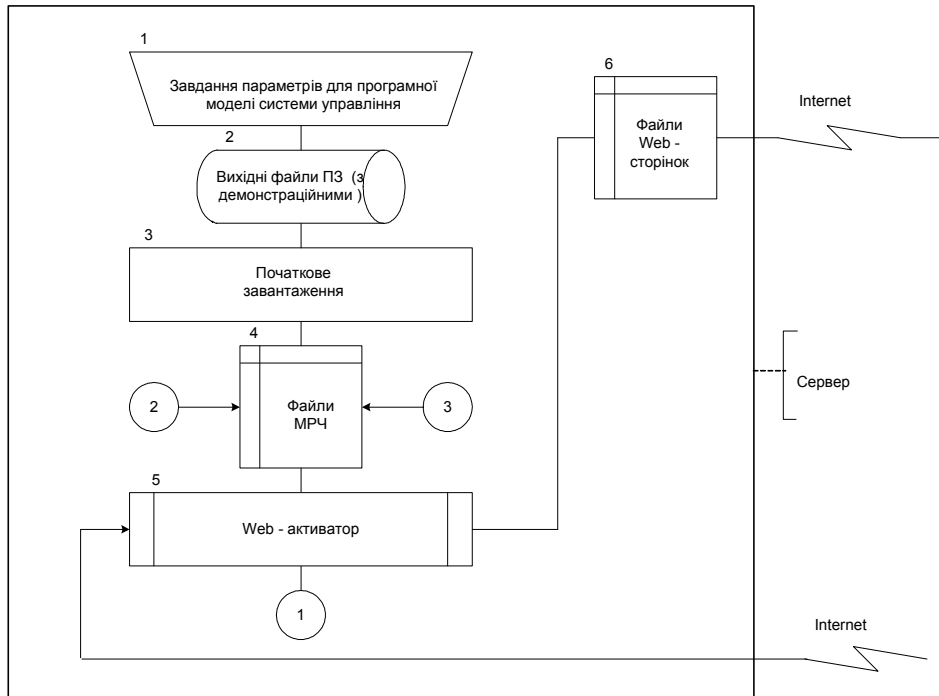 1
Завдання параметрів для програмної
моделі системи управління
2
Вихідні файли ПЗ (з
демонстраційними )
3
Початкове
завантаження
4
2
Файли
МРЧ
3
5
Web - активатор
1
6
Файли
Web -
сторінок
Internet
Сервер
Internet